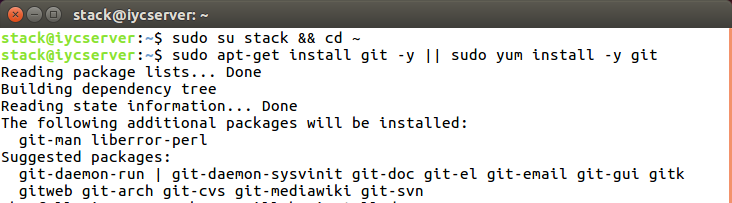 stack@iycserver: ~
stack@iycserver:~$ sudo su stack && cd ~
stack@iycserver:~$ sudo apt-get install git -y || sudo yum install -y git
Reading package lists... Done
Building dependency tree
Reading state information... Done
The following additional packages will be installed:
  git-man liberror-perl
Suggested packages:
  git-daemon-run | git-daemon-sysvinit git-doc git-el git-email git-gui gitk
  gitweb git-arch git-cvs git-mediawiki git-svn